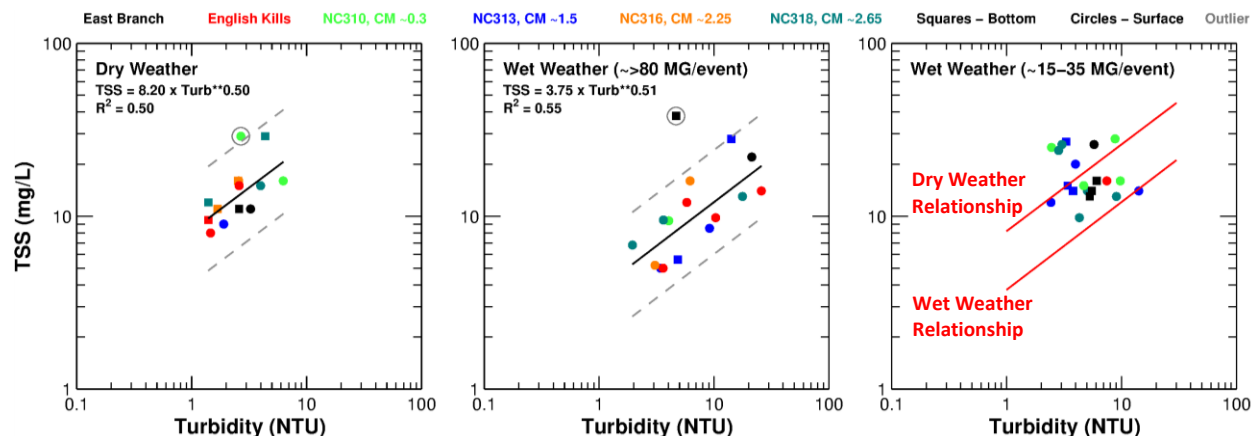 East Branch English Kills NC310, CM ~0.3 NC313, CM ~1.5 NC316, CM ~2.25 NC318, CM ~2.65 Squares – Bottom Circles – Surface Outlier
TSS (mg/L)
100
10
1
Dry Weather
TSS = 8.20 x Turb**0.50
R² = 0.50
0.1 1 10 100
Turbidity (NTU)
100
10
1
Wet Weather (~>80 MG/event)
TSS = 3.75 x Turb**0.51
R² = 0.55
0.1 1 10 100
Turbidity (NTU)
100
10
1
Wet Weather (~15–35 MG/event)
Dry Weather
Relationship
Wet Weather
Relationship
0.1 1 10 100
Turbidity (NTU)